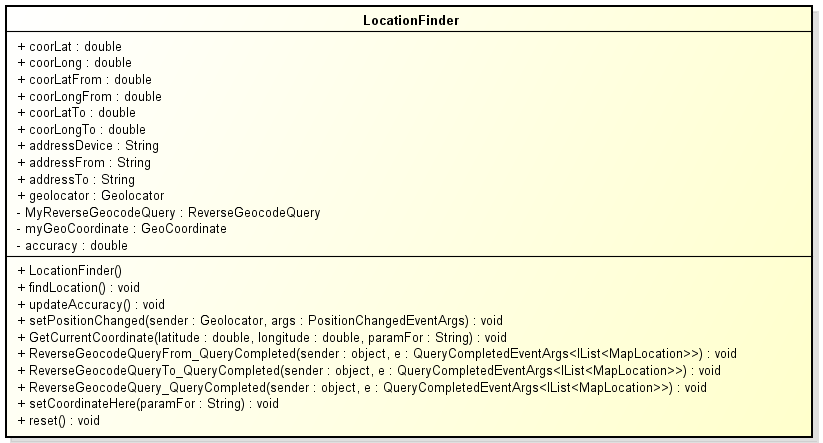 LocationFinder
+ coorLat : double
+ coorLong : double
+ coorLatFrom : double
+ coorLongFrom : double
+ coorLatTo : double
+ coorLongTo : double
+ addressDevice : String
+ addressFrom : String
+ addressTo : String
+ geolocator : Geolocator
- MyReverseGeocodeQuery : ReverseGeocodeQuery
- myGeoCoordinate : GeoCoordinate
- accuracy : double
+ LocationFinder()
+ findLocation() : void
+ updateAccuracy() : void
+ setPositionChanged(sender : Geolocator, args : PositionChangedEventArgs) : void
+ GetCurrentCoordinate(latitude : double, longitude : double, paramFor : String) : void
+ ReverseGeocodeQueryFrom_QueryCompleted(sender : object, e : QueryCompletedEventArgs<IList<MapLocation>>) : void
+ ReverseGeocodeQueryTo_QueryCompleted(sender : object, e : QueryCompletedEventArgs<IList<MapLocation>>) : void
+ ReverseGeocodeQuery_QueryCompleted(sender : object, e : QueryCompletedEventArgs<IList<MapLocation>>) : void
+ setCoordinateHere(paramFor : String) : void
+ reset() : void